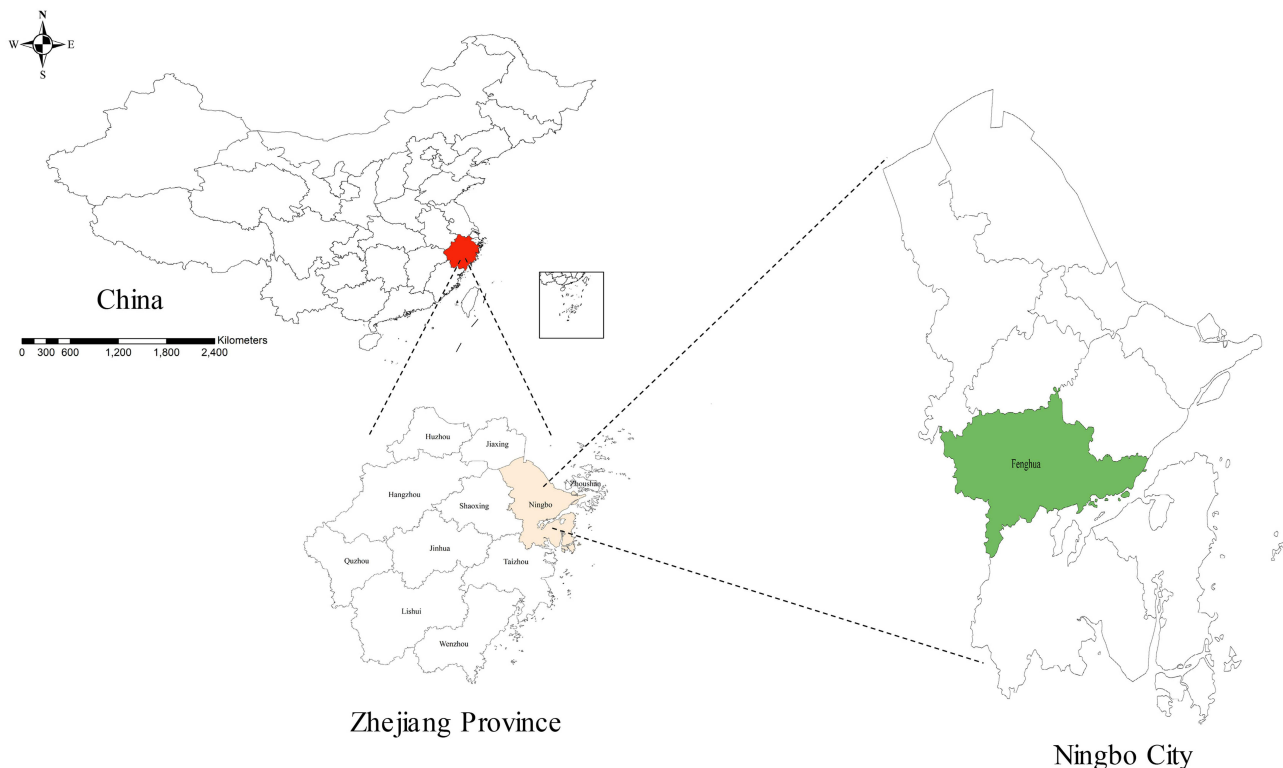 N
W E
S
China
Kilometers
0 300 600 1,200 1,800 2,400
Huzhou
Jiaxing
Hangzhou
Shaoxing
Ningbo
Zhoushan
Jinhua
Quzhou
Taizhou
Lishui
Wenzhou
Zhejiang Province
Fenghua
Ningbo City